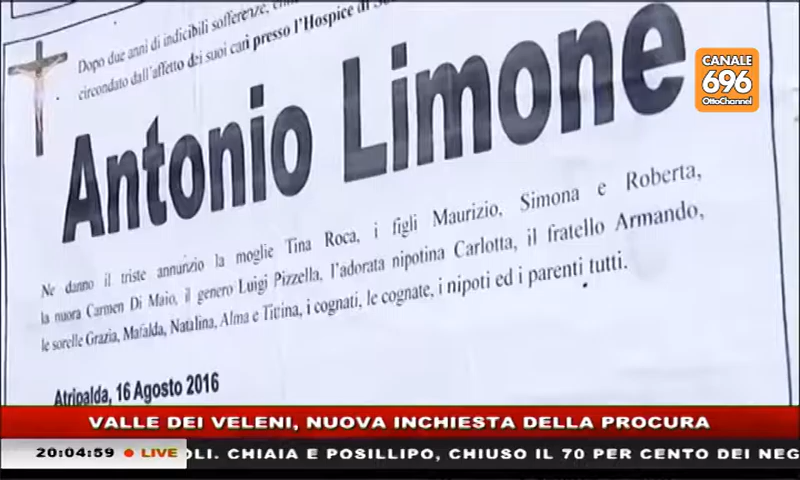 Dopo due anni di indicibili sofferenze,
circondato dall'affetto dei suoi cari presso l'Hospice di
CANALE
696
OttoChannel
Antonio Limone
Ne danno il triste annunzio la moglie Tina Roca, i figli Maurizio, Simona e Roberta,
la nuora Carmen Di Maio, il genero Luigi Pizzella, l'adorata nipotina Carlotta, il fratello Armando,
le sorelle Grazia, Mafalda, Natalina, Alma e Titina, i cognati, le cognate, i nipoti ed i parenti tutti.
Atripalda, 16 Agosto 2016
VALLE DEI VELENI, NUOVA INCHIESTA DELLA PROCURA
20:04:59 LIVE OLI. CHIAIA E POSILLIPO, CHIUSO IL 70 PER CENTO DEI NEG